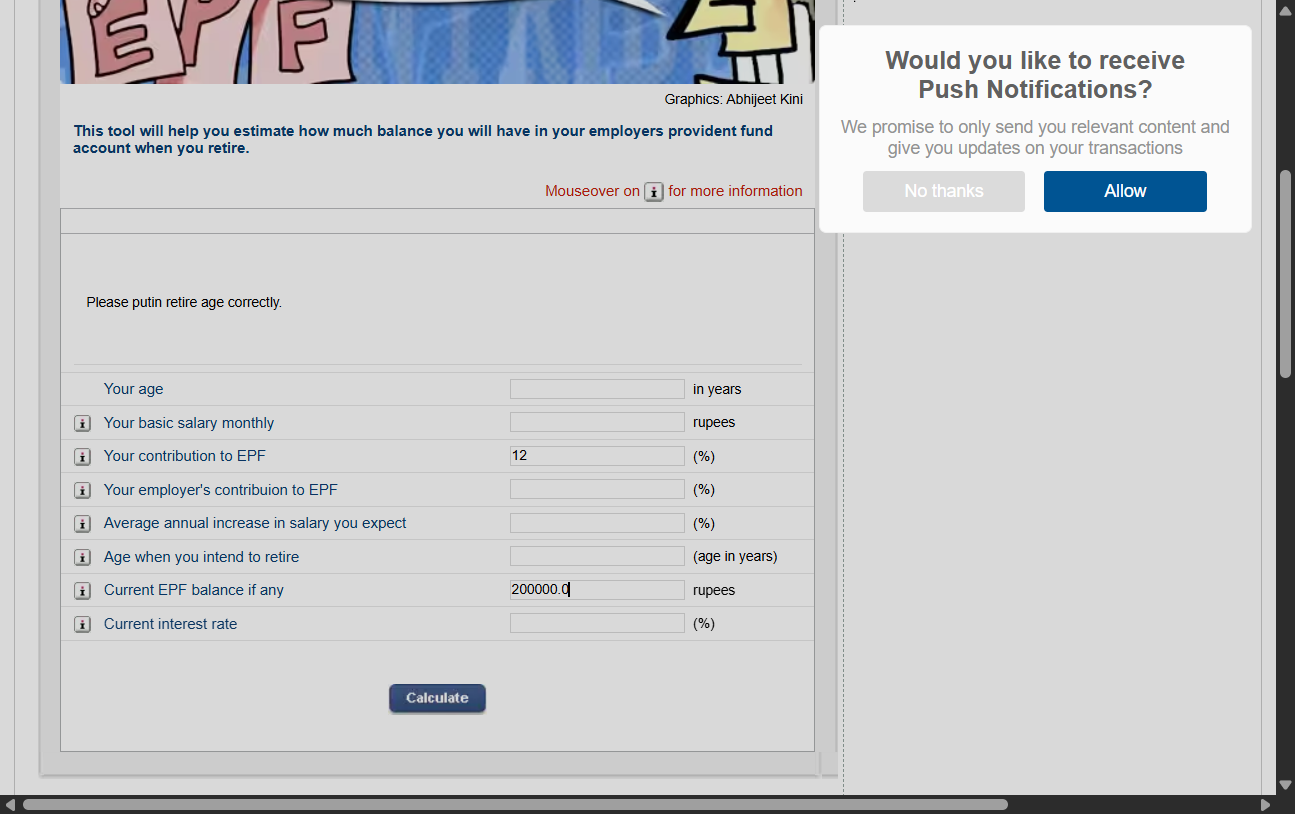 EPF
Graphics: Abhijeet Kini
This tool will help you estimate how much balance you will have in your employers provident fund
account when you retire.
Mouseover on i for more information
Please putin retire age correctly.
Your age in years
Your basic salary monthly rupees
Your contribution to EPF 12 (%)
Your employer's contribuion to EPF (%)
Average annual increase in salary you expect (%)
Age when you intend to retire (age in years)
Current EPF balance if any 200000.0 rupees
Current interest rate (%)
Calculate
Would you like to receive
Push Notifications?
We promise to only send you relevant content and
give you updates on your transactions
No thanks Allow